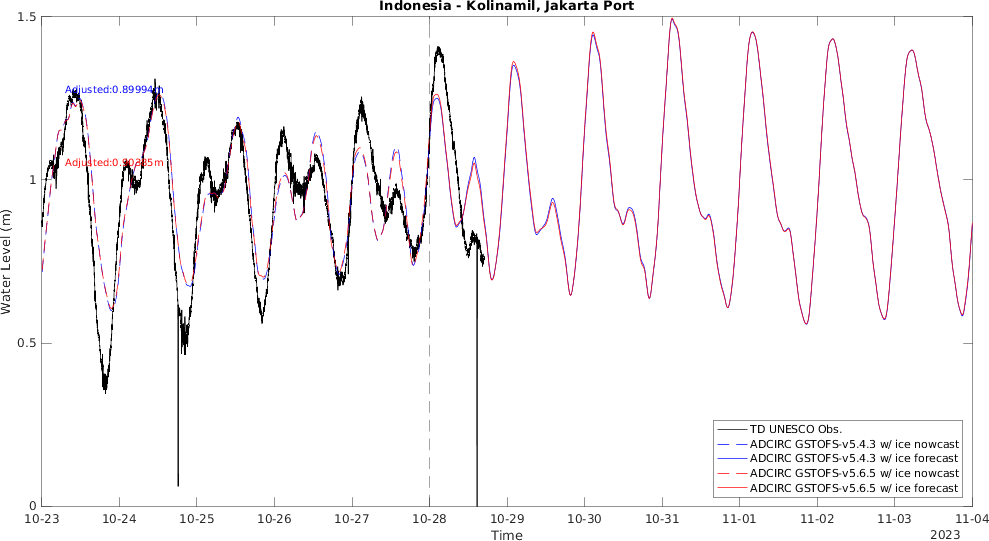 Indonesia - Kolinamil, Jakarta Port
1.5
Adjusted:0.89994m
Adjusted:0.90385m
1
Water Level (m)
0.5
TD UNESCO Obs.
ADCIRC GSTOFS-v5.4.3 w/ ice nowcast
ADCIRC GSTOFS-v5.4.3 w/ ice forecast
ADCIRC GSTOFS-v5.6.5 w/ ice nowcast
ADCIRC GSTOFS-v5.6.5 w/ ice forecast
0
10-23 10-24 10-25 10-26 10-27 10-28 10-29 10-30 10-31 11-01 11-02 11-03 11-04
Time
2023